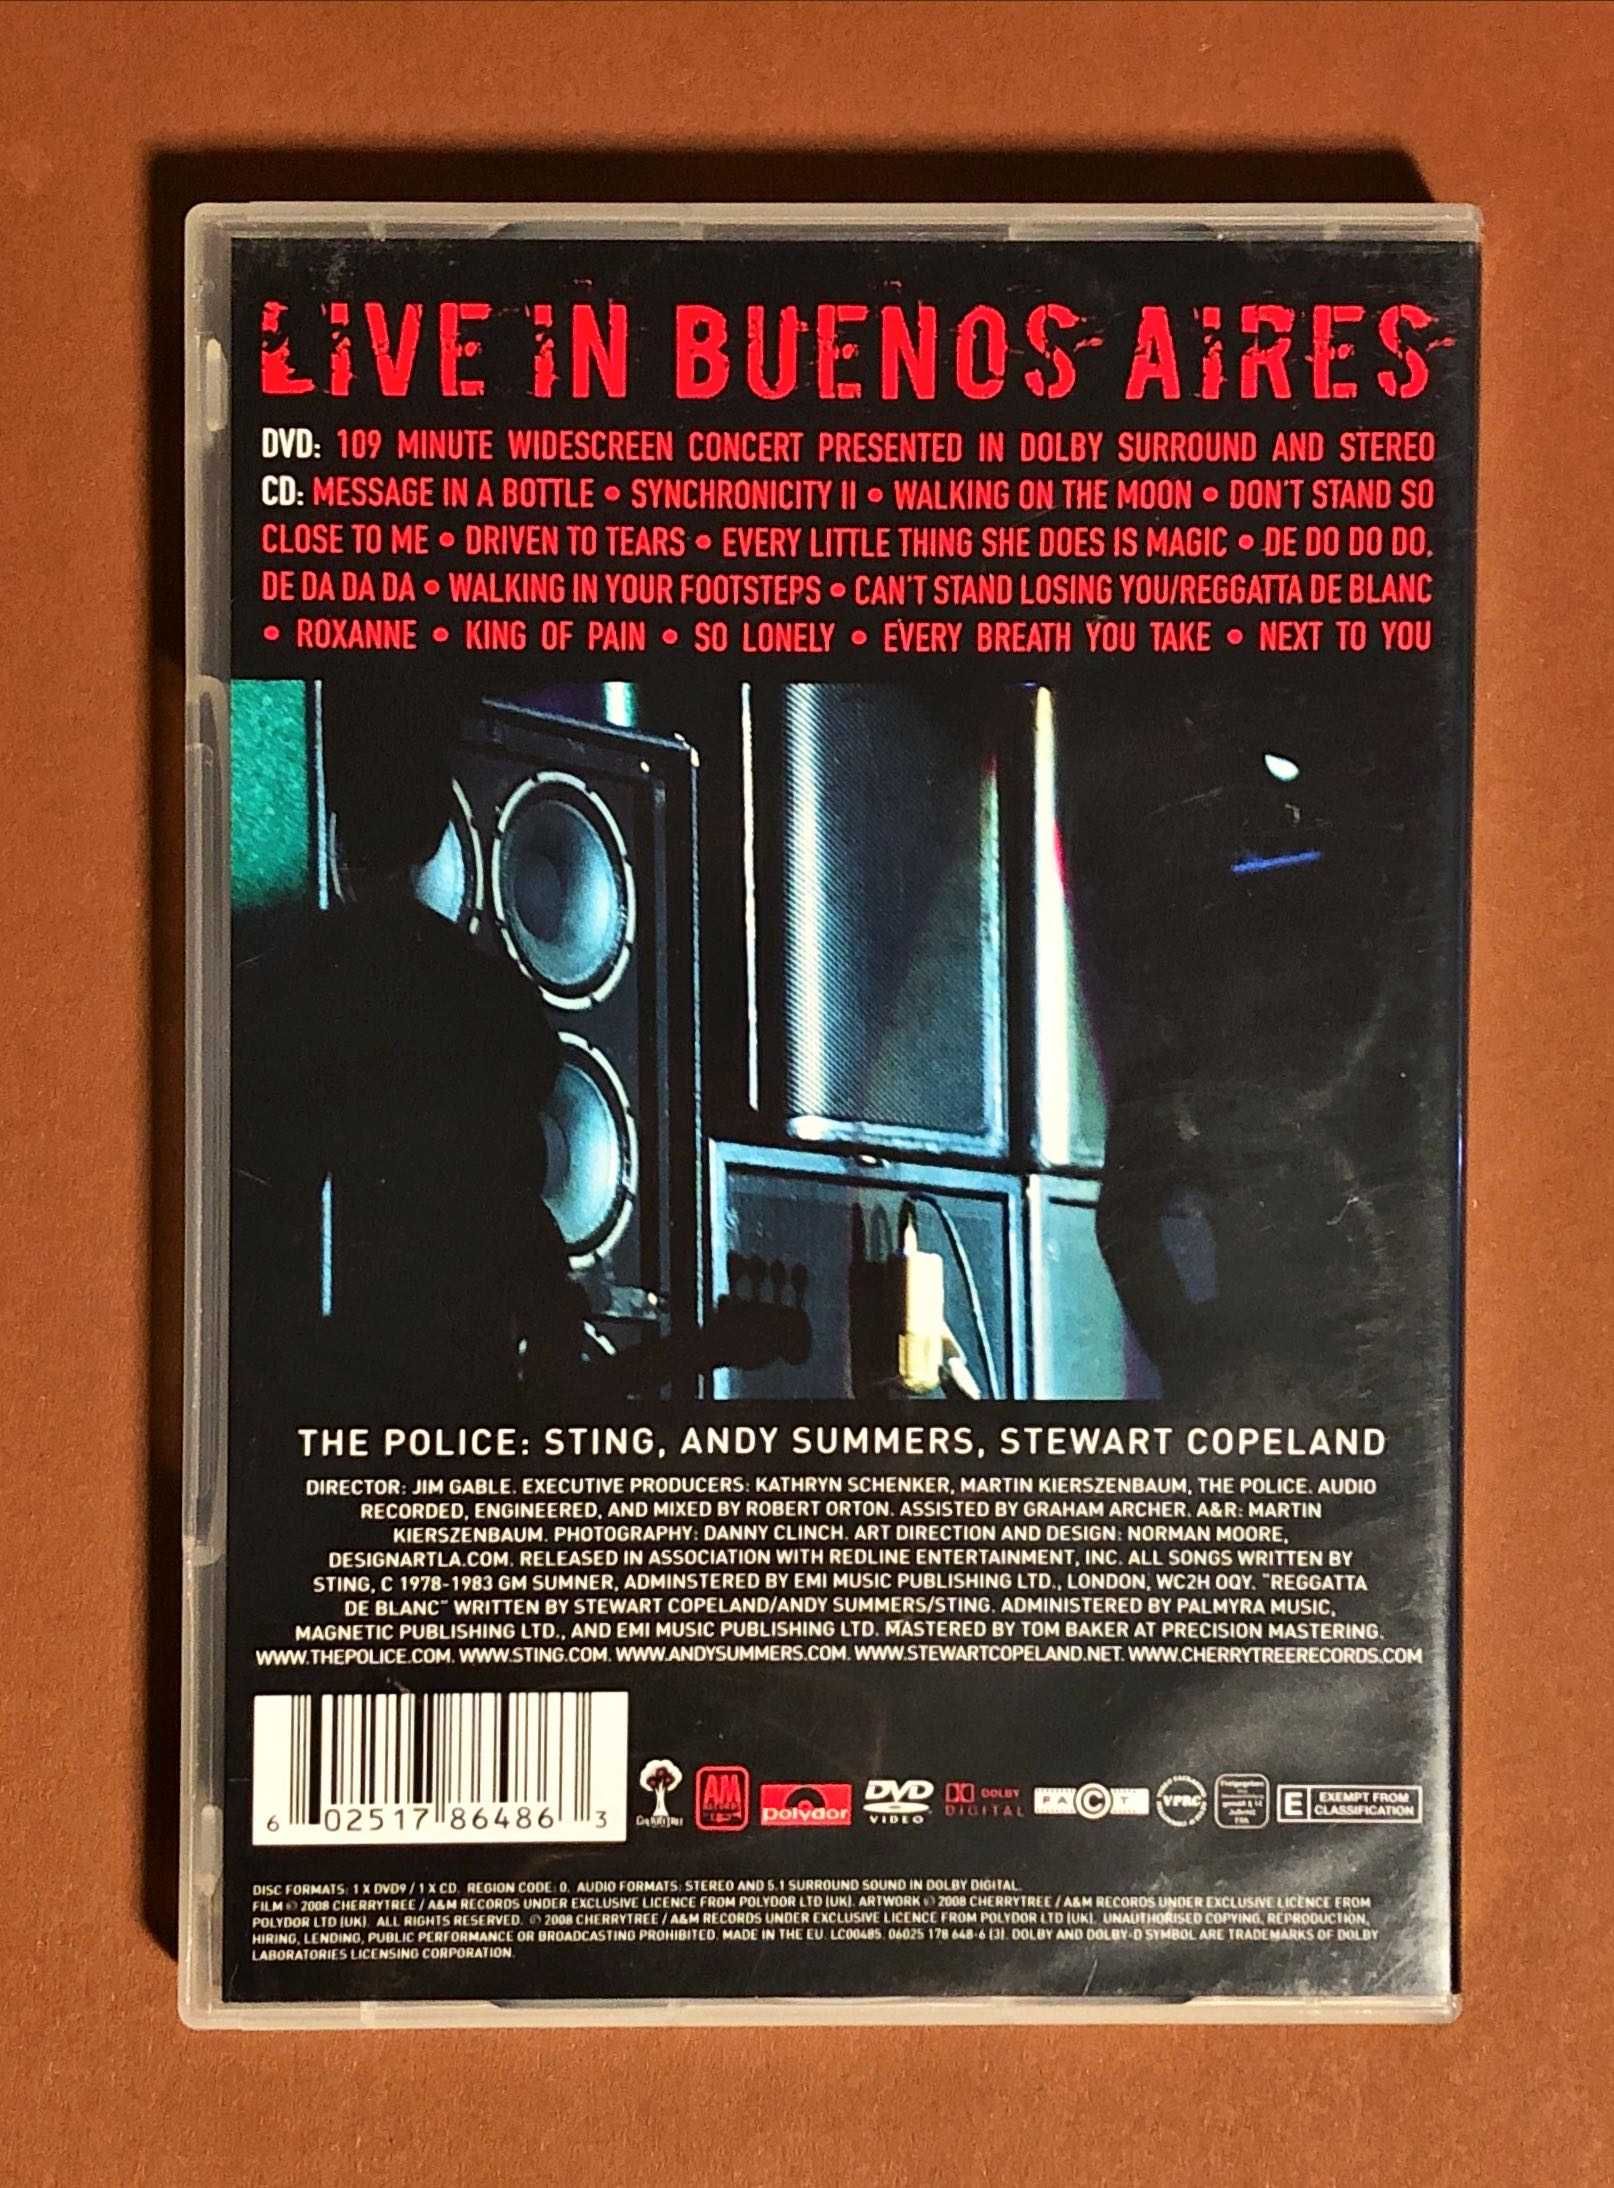 LIVE IN BUENOS AIRES
DVD: 109 MINUTE WIDESCREEN CONCERT PRESENTED IN DOLBY SURROUND AND STEREO
CD: MESSAGE IN A BOTTLE • SYNCHRONICITY II • WALKING ON THE MOON • DON'T STAND SO
CLOSE TO ME • DRIVEN TO TEARS • EVERY LITTLE THING SHE DOES IS MAGIC • DE DO DO DO,
DE DA DA DA • WALKING IN YOUR FOOTSTEPS • CAN'T STAND LOSING YOU/REGGATTA DE BLANC
• ROXANNE • KING OF PAIN • SO LONELY • EVERY BREATH YOU TAKE • NEXT TO YOU
THE POLICE: STING, ANDY SUMMERS, STEWART COPELAND
DIRECTOR: JIM GABLE. EXECUTIVE PRODUCERS: KATHRYN SCHENKER, MARTIN KIERSZENBAUM, THE POLICE. AUDIO
RECORDED, ENGINEERED, AND MIXED BY ROBERT ORTON. ASSISTED BY GRAHAM ARCHER. A&R: MARTIN
KIERSZENBAUM. PHOTOGRAPHY: DANNY CLINCH. ART DIRECTION AND DESIGN: NORMAN MOORE,
DESIGNARTLA.COM. RELEASED IN ASSOCIATION WITH REDLINE ENTERTAINMENT, INC. ALL SONGS WRITTEN BY
STING, C 1978-1983 GM SUMNER, ADMINSTERED BY EMI MUSIC PUBLISHING LTD., LONDON, WC2H 0QY. "REGGATTA
DE BLANC" WRITTEN BY STEWART COPELAND/ANDY SUMMERS/STING. ADMINISTERED BY PALMYRA MUSIC,
MAGNETIC PUBLISHING LTD., AND EMI MUSIC PUBLISHING LTD. MASTERED BY TOM BAKER AT PRECISION MASTERING.
WWW.THEPOLICE.COM. WWW.STING.COM. WWW.ANDYSUMMERS.COM. WWW.STEWARTCOPELAND.NET. WWW.CHERRYTREERECORDS.COM
6 02517 86486 3
AM RECORDS
polydor
DVD VIDEO
DOLBY DIGITAL
FACT
VPRC
E EXEMPT FROM CLASSIFICATION
DISC FORMATS: 1 X DVD9 / 1 X CD. REGION CODE: 0. AUDIO FORMATS: STEREO AND 5.1 SURROUND SOUND IN DOLBY DIGITAL.
FILM ℗ © 2008 CHERRYTREE / A&M RECORDS UNDER EXCLUSIVE LICENCE FROM POLYDOR LTD (UK). ARTWORK © 2008 CHERRYTREE / A&M RECORDS UNDER EXCLUSIVE LICENCE FROM
POLYDOR LTD (UK). ALL RIGHTS RESERVED. ℗ 2008 CHERRYTREE / A&M RECORDS UNDER EXCLUSIVE LICENCE FROM POLYDOR LTD (UK). UNAUTHORISED COPYING, REPRODUCTION,
HIRING, LENDING, PUBLIC PERFORMANCE OR BROADCASTING PROHIBITED. MADE IN THE EU. LC00485. 06025 178 648-6 (3). DOLBY AND DOLBY-D SYMBOL ARE TRADEMARKS OF DOLBY
LABORATORIES LICENSING CORPORATION.